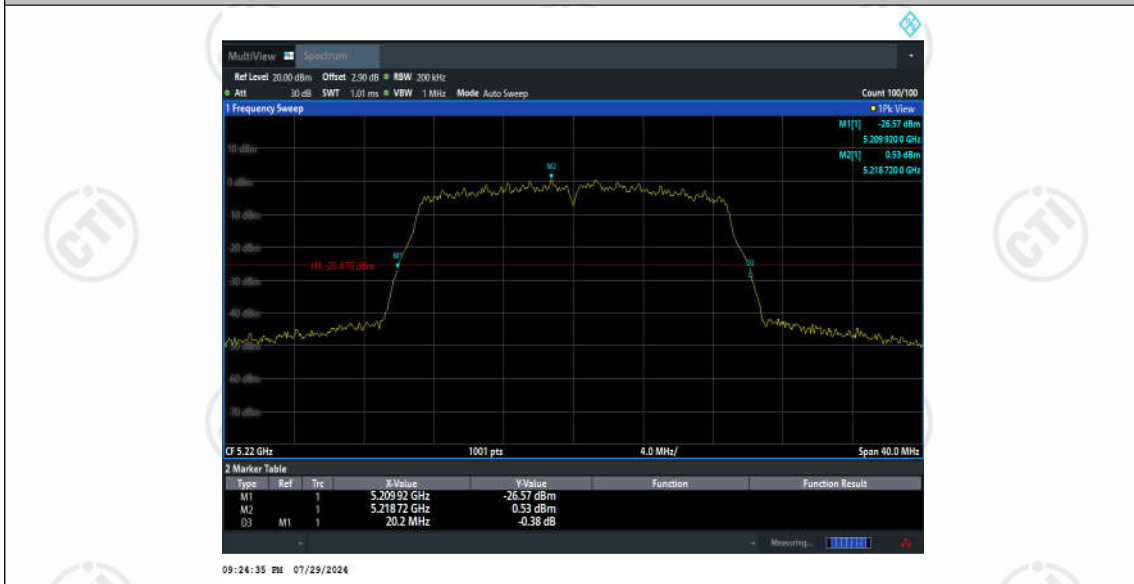 MultiView Spectrum
Ref Level 20.00 dBm Offset 2.90 dB RBW 200 kHz
Att 30 dB SWT 1.01 ms VBW 1 MHz Mode Auto Sweep Count 100/100
1 Frequency Sweep 1Pk View
M1[1] -26.57 dBm
5.209 920 0 GHz
M2[1] 0.53 dBm
5.218 720 0 GHz
10 dBm
M2
0 dBm
-10 dBm
-20 dBm
M1
H1 -25.470 dBm
D3
-30 dBm
-40 dBm
-50 dBm
-60 dBm
-70 dBm
CF 5.22 GHz 1001 pts 4.0 MHz/ Span 40.0 MHz
2 Marker Table
Type Ref Trc X-Value Y-Value Function Function Result
M1 1 5.209 92 GHz -26.57 dBm
M2 1 5.218 72 GHz 0.53 dBm
D3 M1 1 20.2 MHz -0.38 dB
Measuring...
09:24:35 PM 07/29/2024
CTI
CTI